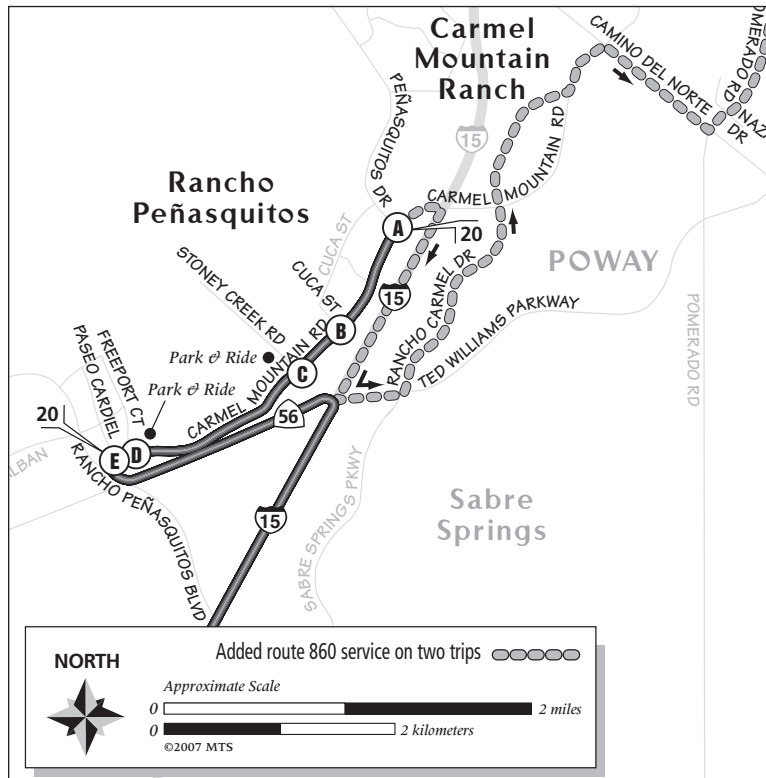 Carmel
Mountain
Ranch
CAMINO DEL NORTE
POMERADO RD
DR
PEÑASQUITOS DR
15
Rancho
Peñasquitos
CARMEL MOUNTAIN RD
A
20
CUCA ST
STONEY CREEK RD
CUCA ST
POWAY
B
15
RANCHO CARMEL DR
TED WILLIAMS PARKWAY
POMERADO RD
Park & Ride
C
CARMEL MOUNTAIN RD
FREEPORT CT
PASEO CARDIEL
Park & Ride
20
56
E
D
RANCHO PEÑASQUITOS BLVD
15
SABRE SPRINGS PKWY
Sabre
Springs
NORTH
Added route 860 service on two trips
Approximate Scale
0 2 miles
0 2 kilometers
©2007 MTS